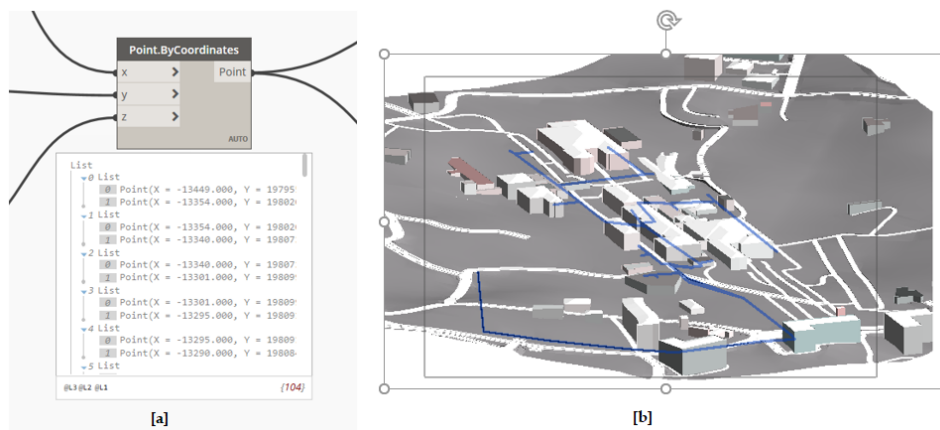 Point.ByCoordinates
x > Point
y >
z >
AUTO
List
0 List
0 Point(X = -13449.000, Y = 19795
1 Point(X = -13354.000, Y = 19802
1 List
0 Point(X = -13354.000, Y = 19802
1 Point(X = -13340.000, Y = 19807
2 List
0 Point(X = -13340.000, Y = 19807
1 Point(X = -13301.000, Y = 19809
3 List
0 Point(X = -13301.000, Y = 19809
1 Point(X = -13295.000, Y = 19809
4 List
0 Point(X = -13295.000, Y = 19809
1 Point(X = -13290.000, Y = 19808
5 List
@L3 @L2 @L1 {104}
[a] [b]